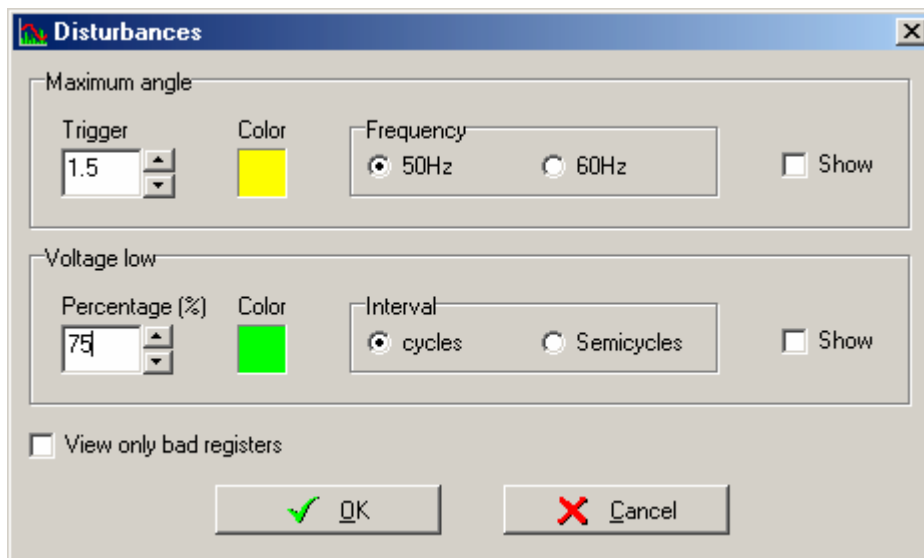 Disturbances
Maximum angle
Trigger
Color
Frequency
1.5
50Hz
60Hz
Show
Voltage low
Percentage (%)
Color
Interval
75
cycles
Semicycles
Show
View only bad registers
OK
Cancel